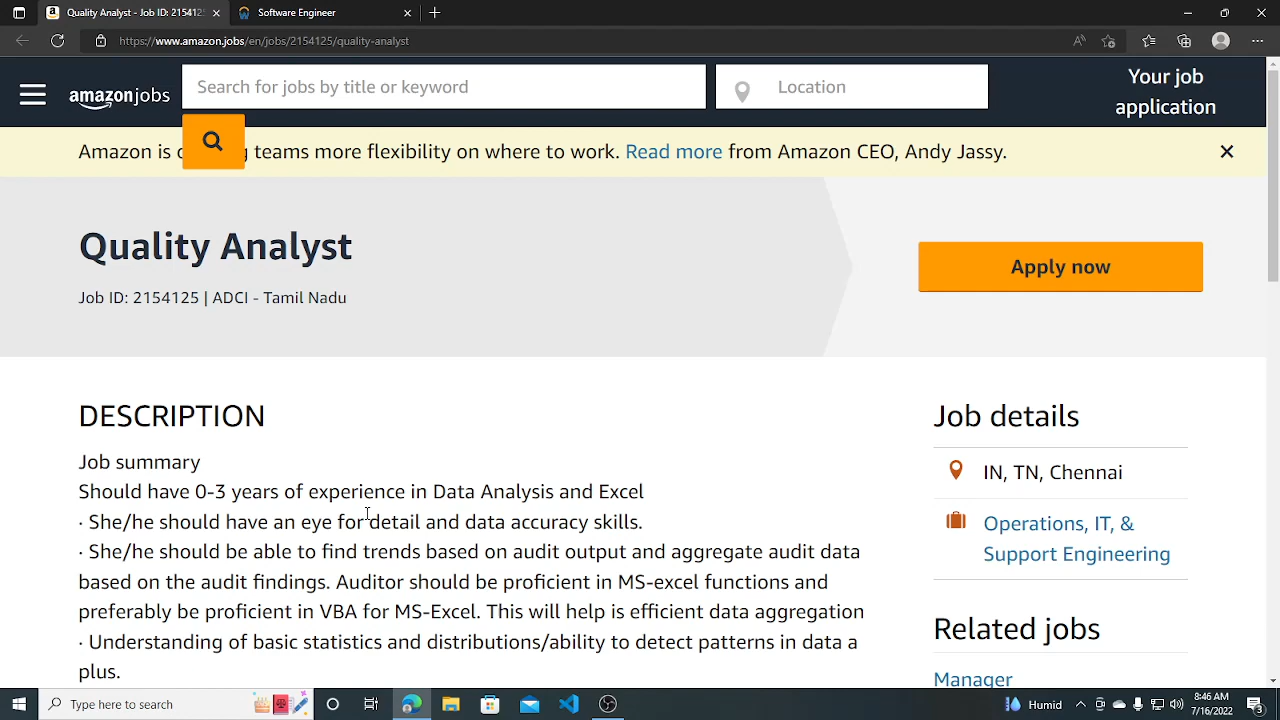 Quality Analyst - Job ID: 2154125
Software Engineer
https://www.amazon.jobs/en/jobs/2154125/quality-analyst
amazonjobs
Search for jobs by title or keyword
Location
Your job
application
Amazon is g teams more flexibility on where to work. Read more from Amazon CEO, Andy Jassy.
Quality Analyst
Job ID: 2154125 | ADCI - Tamil Nadu
Apply now
DESCRIPTION
Job summary
Should have 0-3 years of experience in Data Analysis and Excel
· She/he should have an eye for detail and data accuracy skills.
· She/he should be able to find trends based on audit output and aggregate audit data
based on the audit findings. Auditor should be proficient in MS-excel functions and
preferably be proficient in VBA for MS-Excel. This will help is efficient data aggregation
· Understanding of basic statistics and distributions/ability to detect patterns in data a
plus.
Job details
IN, TN, Chennai
Operations, IT, &
Support Engineering
Related jobs
Manager
Type here to search
Humid
8:46 AM
7/16/2022